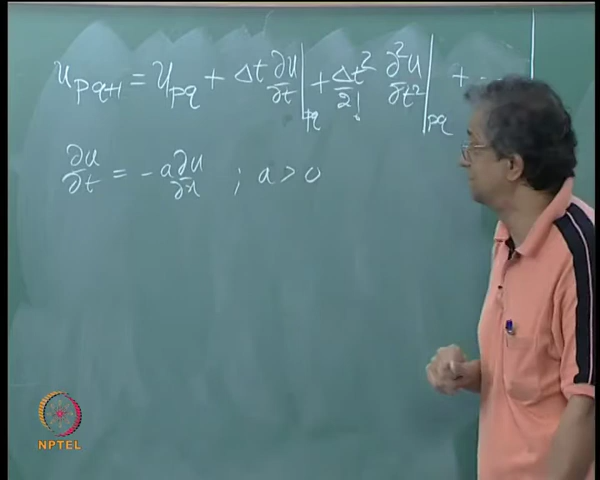 u_{pq+1} = u_{pq} + Δt ∂u/∂t|_{pq} + Δt²/2! ∂²u/∂t²|_{pq} + ...
∂u/∂t = -a ∂u/∂x ; a > 0
NPTEL